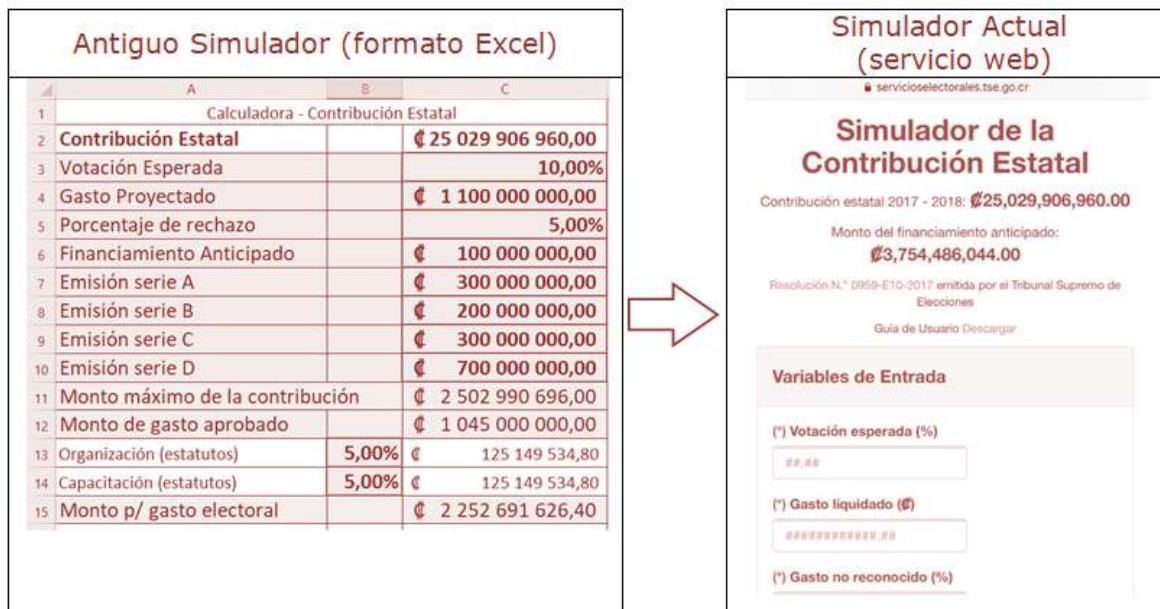 Antiguo Simulador (formato Excel)
A B C
1 Calculadora - Contribución Estatal
2 Contribución Estatal ₡ 25 029 906 960,00
3 Votación Esperada 10,00%
4 Gasto Proyectado ₡ 1 100 000 000,00
5 Porcentaje de rechazo 5,00%
6 Financiamiento Anticipado ₡ 100 000 000,00
7 Emisión serie A ₡ 300 000 000,00
8 Emisión serie B ₡ 200 000 000,00
9 Emisión serie C ₡ 300 000 000,00
10 Emisión serie D ₡ 700 000 000,00
11 Monto máximo de la contribución ₡ 2 502 990 696,00
12 Monto de gasto aprobado ₡ 1 045 000 000,00
13 Organización (estatutos) 5,00% ₡ 125 149 534,80
14 Capacitación (estatutos) 5,00% ₡ 125 149 534,80
15 Monto p/ gasto electoral ₡ 2 252 691 626,40
Simulador Actual
(servicio web)
servicioselectorales.tse.go.cr
Simulador de la
Contribución Estatal
Contribución estatal 2017 - 2018: ₡25,029,906,960.00
Monto del financiamiento anticipado:
₡3,754,486,044.00
Resolución N.° 0959-E10-2017 emitida por el Tribunal Supremo de
Elecciones
Guía de Usuario Descargar
Variables de Entrada
(*) Votación esperada (%)
##.##
(*) Gasto liquidado (₡)
############.##
(*) Gasto no reconocido (%)